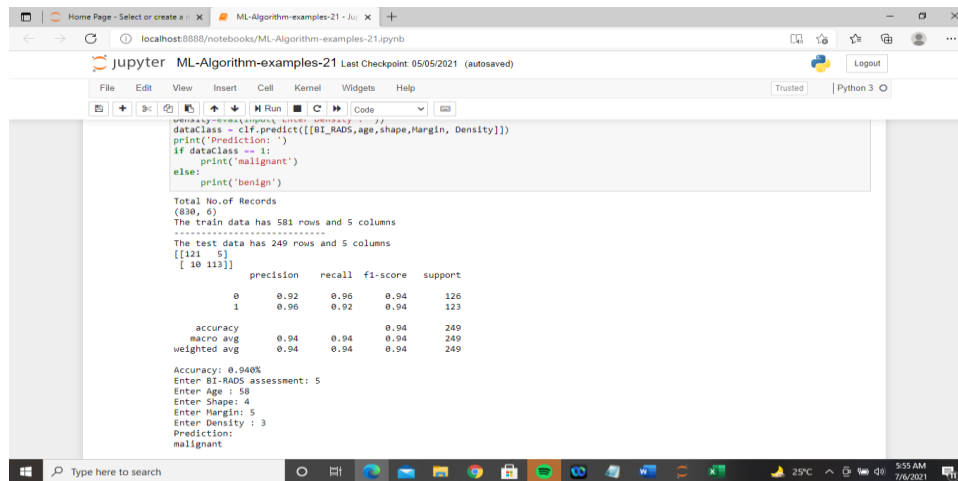 Home Page - Select or create a n
ML-Algorithm-examples-21 - Ju
localhost:8888/notebooks/ML-Algorithm-examples-21.ipynb
jupyter ML-Algorithm-examples-21 Last Checkpoint: 05/05/2021 (autosaved)
Logout
File Edit View Insert Cell Kernel Widgets Help
Trusted
Python 3
Run
Code
Density=eval(input('Enter Density : '))
dataClass = clf.predict([[BI_RADS,age,shape,Margin, Density]])
print('Prediction: ')
if dataClass == 1:
print('malignant')
else:
print('benign')
Total No.of Records
(830, 6)
The train data has 581 rows and 5 columns
---------------------------
The test data has 249 rows and 5 columns
[[121 5]
[ 10 113]]
precision recall f1-score support
0 0.92 0.96 0.94 126
1 0.96 0.92 0.94 123
accuracy 0.94 249
macro avg 0.94 0.94 0.94 249
weighted avg 0.94 0.94 0.94 249
Accuracy: 0.940%
Enter BI-RADS assessment: 5
Enter Age : 58
Enter Shape: 4
Enter Margin: 5
Enter Density : 3
Prediction:
malignant
Type here to search
25°C
5:55 AM
7/6/2021